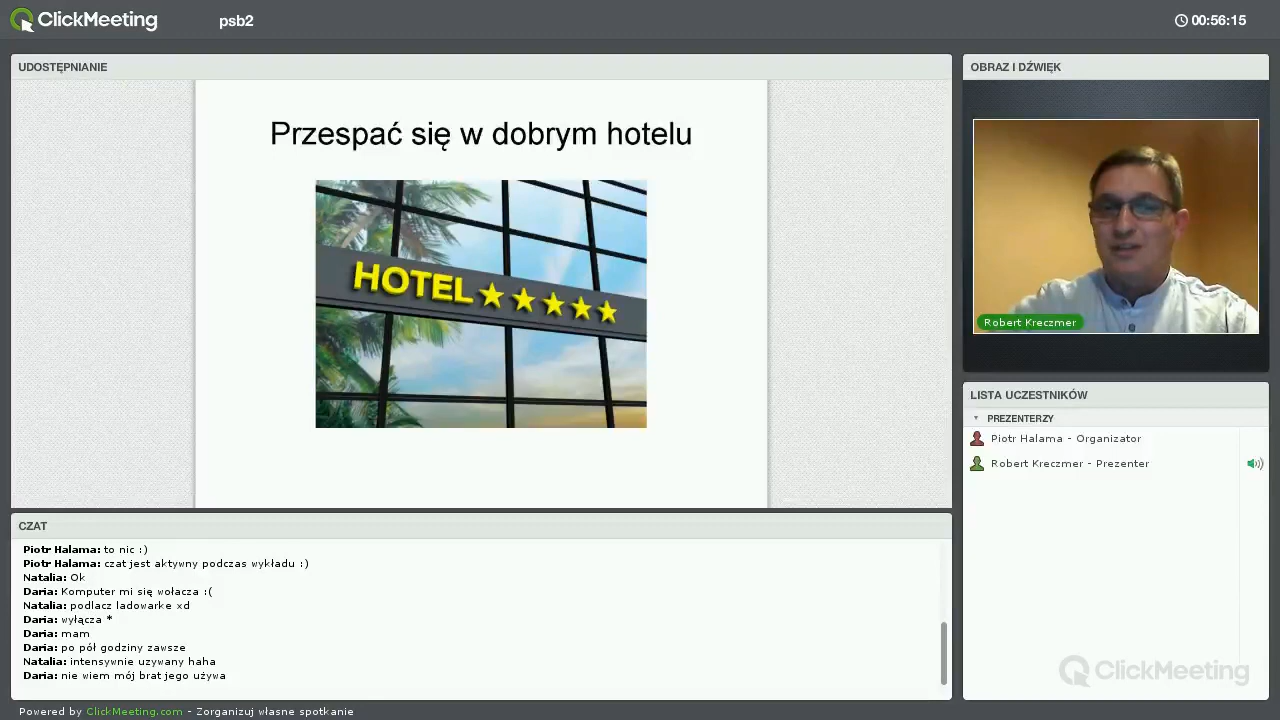 ClickMeeting
psb2
00:56:15
UDOSTĘPNIANIE
Przespać się w dobrym hotelu
HOTEL
OBRAZ I DŹWIĘK
Robert Kreczmer
LISTA UCZESTNIKÓW
PREZENTERZY
Piotr Halama - Organizator
Robert Kreczmer - Prezenter
CZAT
Piotr Halama: to nic :)
Piotr Halama: czat jest aktywny podczas wykładu :)
Natalia: Ok
Daria: Komputer mi się wołacza :(
Natalia: podlacz ladowarke xd
Daria: wyłącza *
Daria: mam
Daria: po pół godziny zawsze
Natalia: intensywnie uzywany haha
Daria: nie wiem mój brat jego używa
ClickMeeting
Powered by ClickMeeting.com - Zorganizuj własne spotkanie